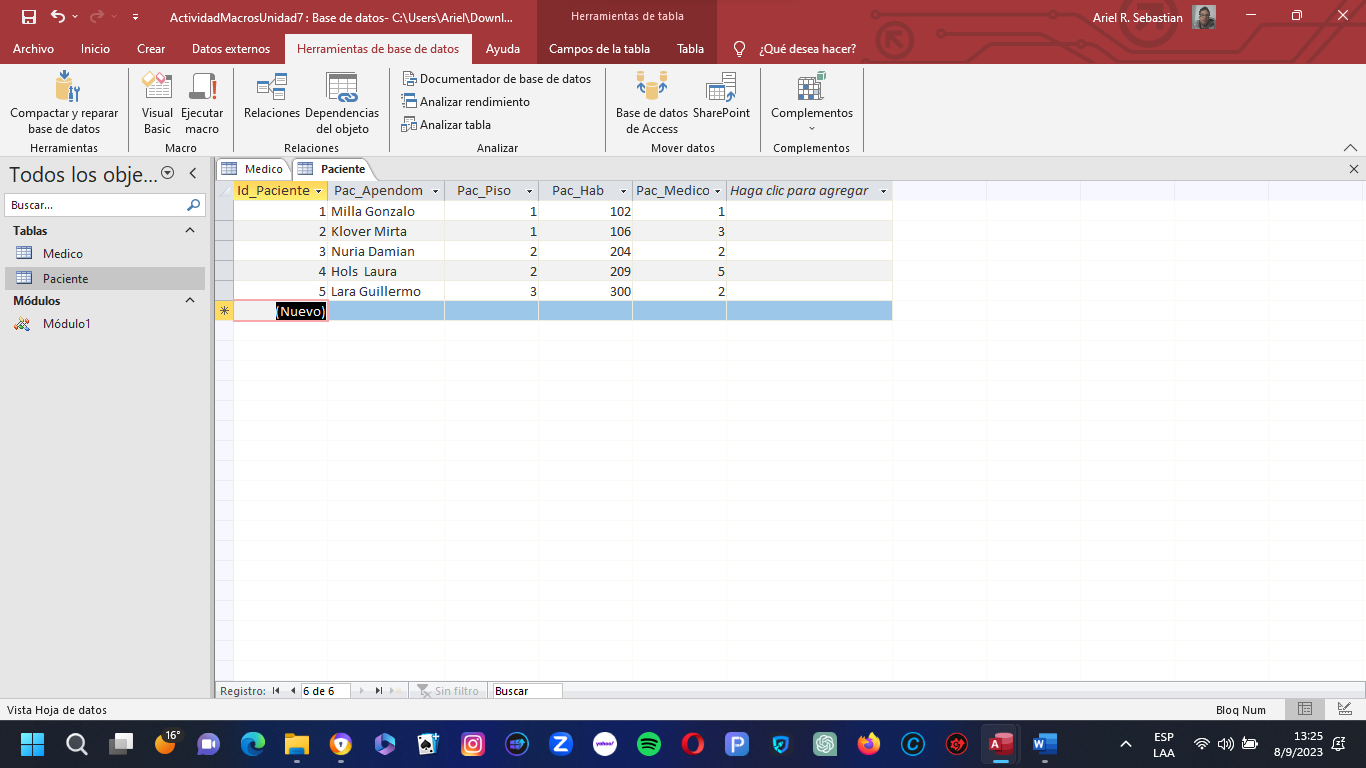 ActividadMacrosUnidad7 : Base de datos- C:\Users\Ariel\Downl...
Herramientas de tabla
Ariel R. Sebastian
Archivo Inicio Crear Datos externos Herramientas de base de datos Ayuda Campos de la tabla Tabla ¿Qué desea hacer?
Compactar y reparar base de datos
Herramientas
Visual Basic
Ejecutar macro
Macro
Relaciones
Dependencias del objeto
Relaciones
Documentador de base de datos
Analizar rendimiento
Analizar tabla
Analizar
Base de datos de Access
SharePoint
Mover datos
Complementos
Complementos
Todos los obje...
Buscar...
Tablas
Medico
Paciente
Módulos
Módulo1
Medico Paciente
Id_Paciente Pac_Apendom Pac_Piso Pac_Hab Pac_Medico Haga clic para agregar
1 Milla Gonzalo 1 102 1
2 Klover Mirta 1 106 3
3 Nuria Damian 2 204 2
4 Hols Laura 2 209 5
5 Lara Guillermo 3 300 2
(Nuevo)
Registro: 6 de 6 Sin filtro Buscar
Vista Hoja de datos
Bloq Num
16°
yahoo!
ESP
LAA
13:25
8/9/2023